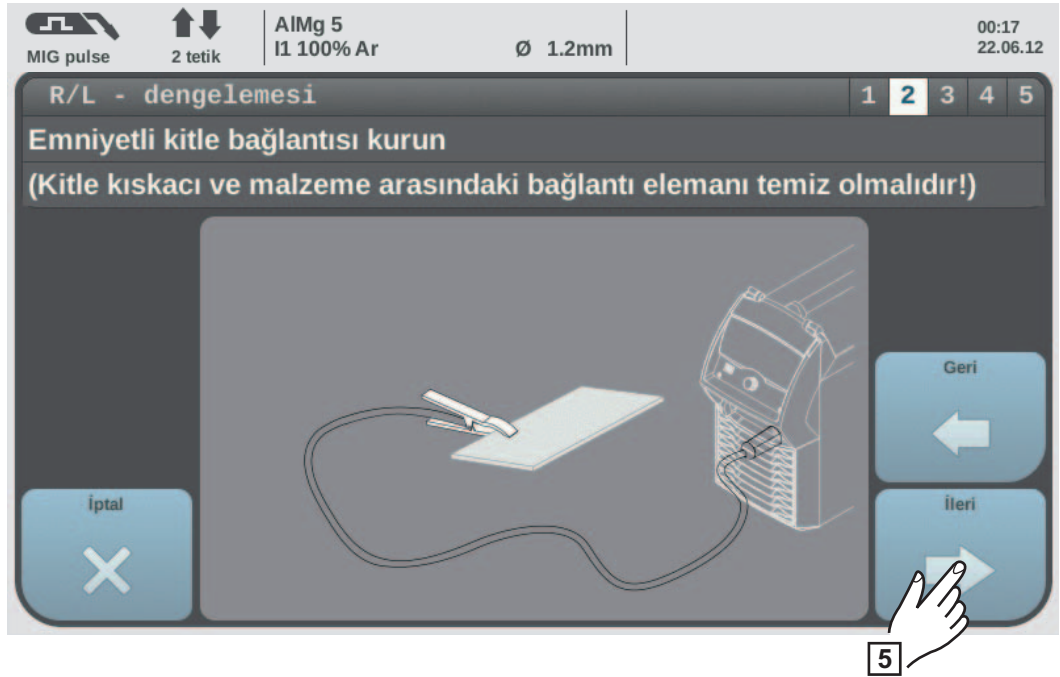 MIG pulse
2 tetik
AlMg 5
I1 100% Ar Ø 1.2mm
00:17
22.06.12
R/L - dengelemesi 1 2 3 4 5
Emniyetli kitle bağlantısı kurun
(Kitle kıskacı ve malzeme arasındaki bağlantı elemanı temiz olmalıdır!)
Geri
İptal
İleri
5